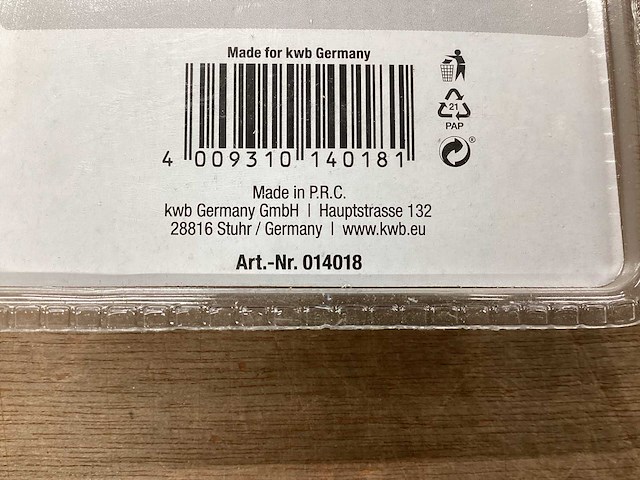 Made for kwb Germany
4 009310 140181
21
PAP
®
Made in P.R.C.
kwb Germany GmbH | Hauptstrasse 132
28816 Stuhr / Germany | www.kwb.eu
Art.-Nr. 014018